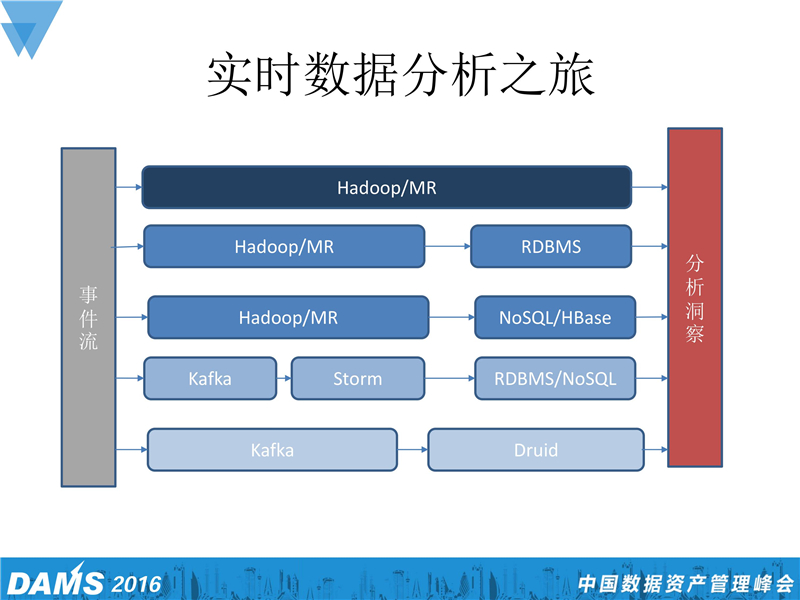 实时数据分析之旅
事件流
Hadoop/MR
Hadoop/MR
RDBMS
Hadoop/MR
NoSQL/HBase
Kafka
Storm
RDBMS/NoSQL
Kafka
Druid
分析洞察
DAMS 2016
中国数据资产管理峰会